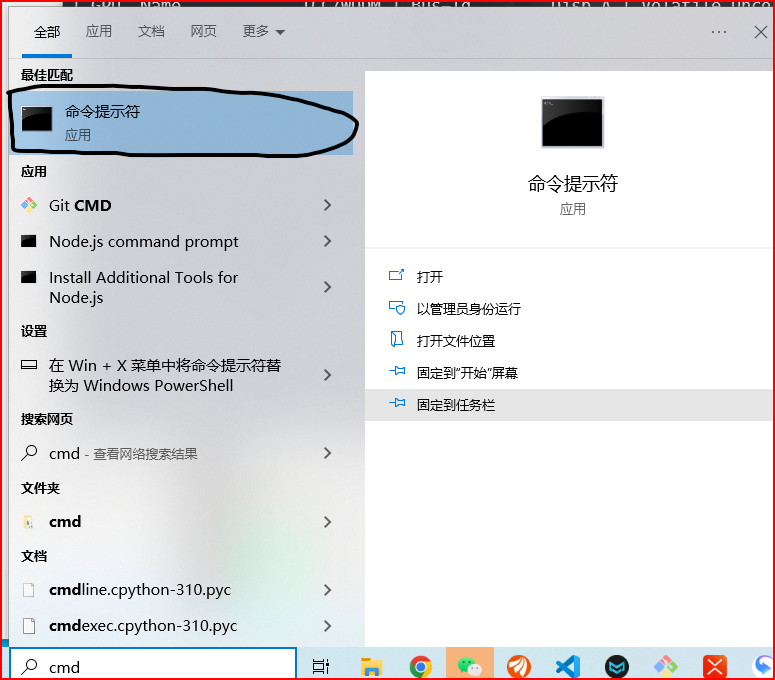 全部 应用 文档 网页 更多 ...
最佳匹配
命令提示符
应用
应用
Git CMD
Node.js command prompt
Install Additional Tools for
Node.js
设置
在 Win + X 菜单中将命令提示符替
换为 Windows PowerShell
搜索网页
cmd - 查看网络搜索结果
文件夹
cmd
文档
cmdline.cpython-310.pyc
cmdexec.cpython-310.pyc
cmd
命令提示符
应用
打开
以管理员身份运行
打开文件位置
固定到"开始"屏幕
固定到任务栏